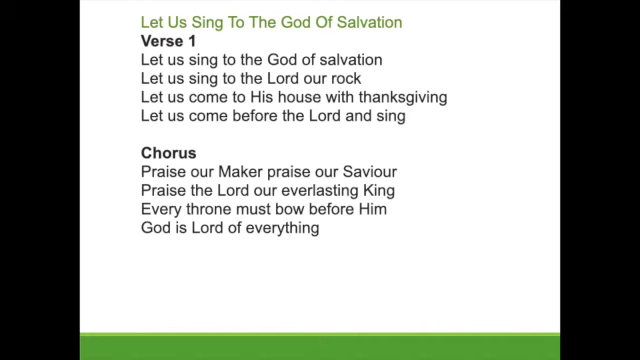 Let Us Sing To The God Of Salvation
Verse 1
Let us sing to the God of salvation
Let us sing to the Lord our rock
Let us come to His house with thanksgiving
Let us come before the Lord and sing
Chorus
Praise our Maker praise our Saviour
Praise the Lord our everlasting King
Every throne must bow before Him
God is Lord of everything